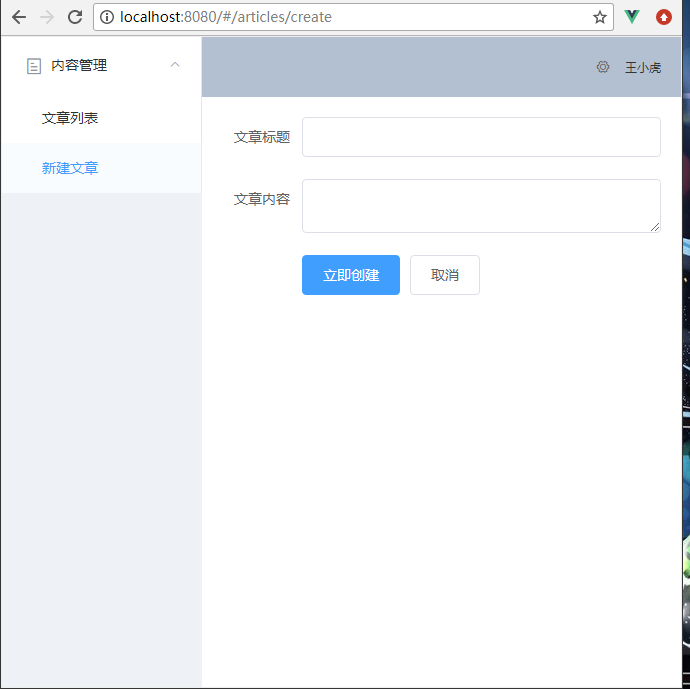 localhost:8080/#/articles/create
内容管理
王小虎
文章列表
新建文章
文章标题
文章内容
立即创建
取消